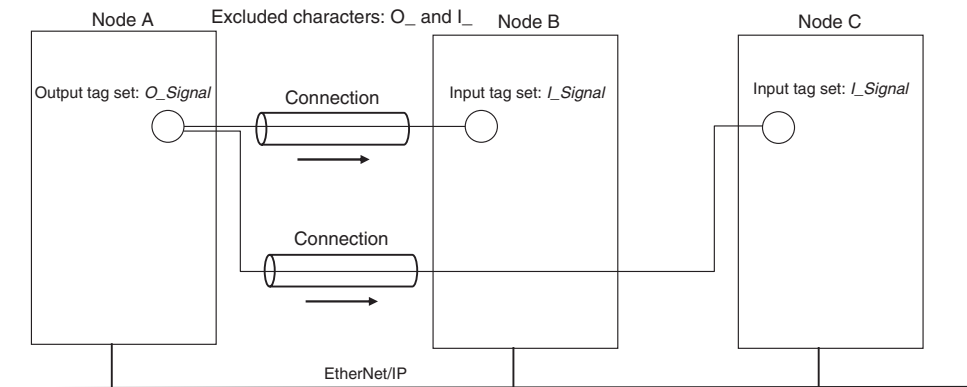 Node A
Excluded characters: O_ and I_
Node B
Node C
Output tag set: O_Signal
Connection
Input tag set: I_Signal
Input tag set: I_Signal
Connection
EtherNet/IP